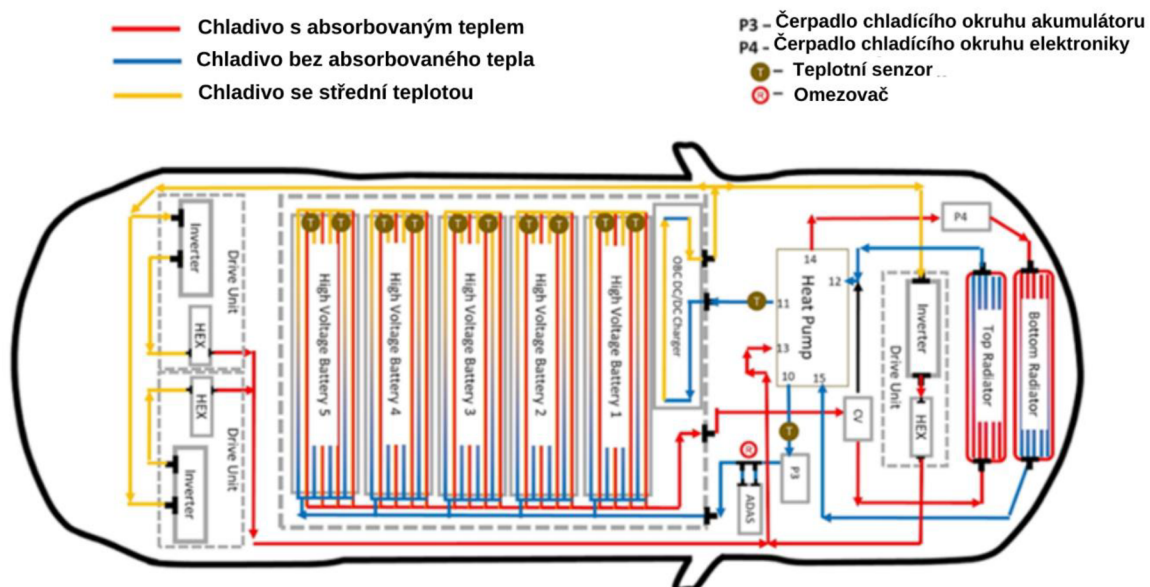 Chladivo s absorbovaným teplem
Chladivo bez absorbovaného tepla
Chladivo se střední teplotou
P3 – Čerpadlo chladícího okruhu akumulátoru
P4 - Čerpadlo chladícího okruhu elektroniky
T – Teplotní senzor
R – Omezovač
Inverter
Drive Unit
HEX
HEX
Drive Unit
Inverter
T T
High Voltage Battery 5
T T
High Voltage Battery 4
T T
High Voltage Battery 3
T T
High Voltage Battery 2
T T
High Voltage Battery 1
OBC DC/DC Charger
T
R
ADAS
T
P3
14
12
11
13
10
15
Heat Pump
CV
P4
Inverter
Drive Unit
HEX
Top Radiator
Bottom Radiator